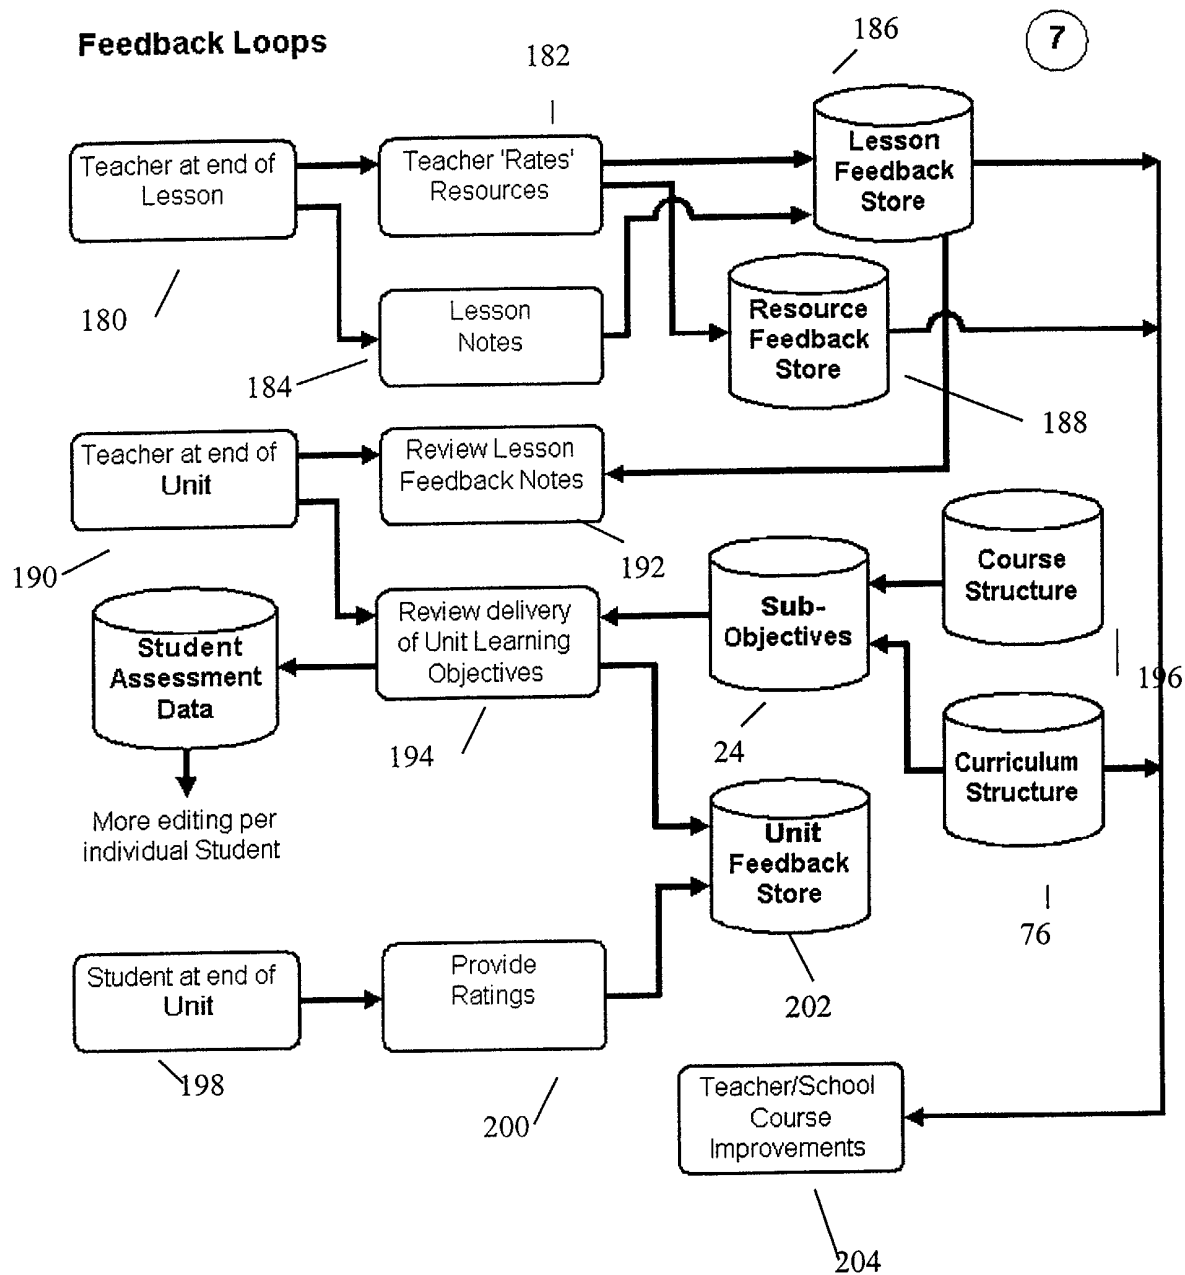 Feedback Loops
182
186
7
Teacher at end of
Lesson
Teacher 'Rates'
Resources
Lesson
Feedback
Store
180
Lesson
Notes
184
Resource
Feedback
Store
188
Teacher at end of
Unit
Review Lesson
Feedback Notes
190
192
Course
Structure
196
Student
Assessment
Data
Review delivery
of Unit Learning
Objectives
Sub-
Objectives
194
24
Curriculum
Structure
76
More editing per
individual Student
Unit
Feedback
Store
202
Student at end of
Unit
Provide
Ratings
198
200
Teacher/School
Course
Improvements
204